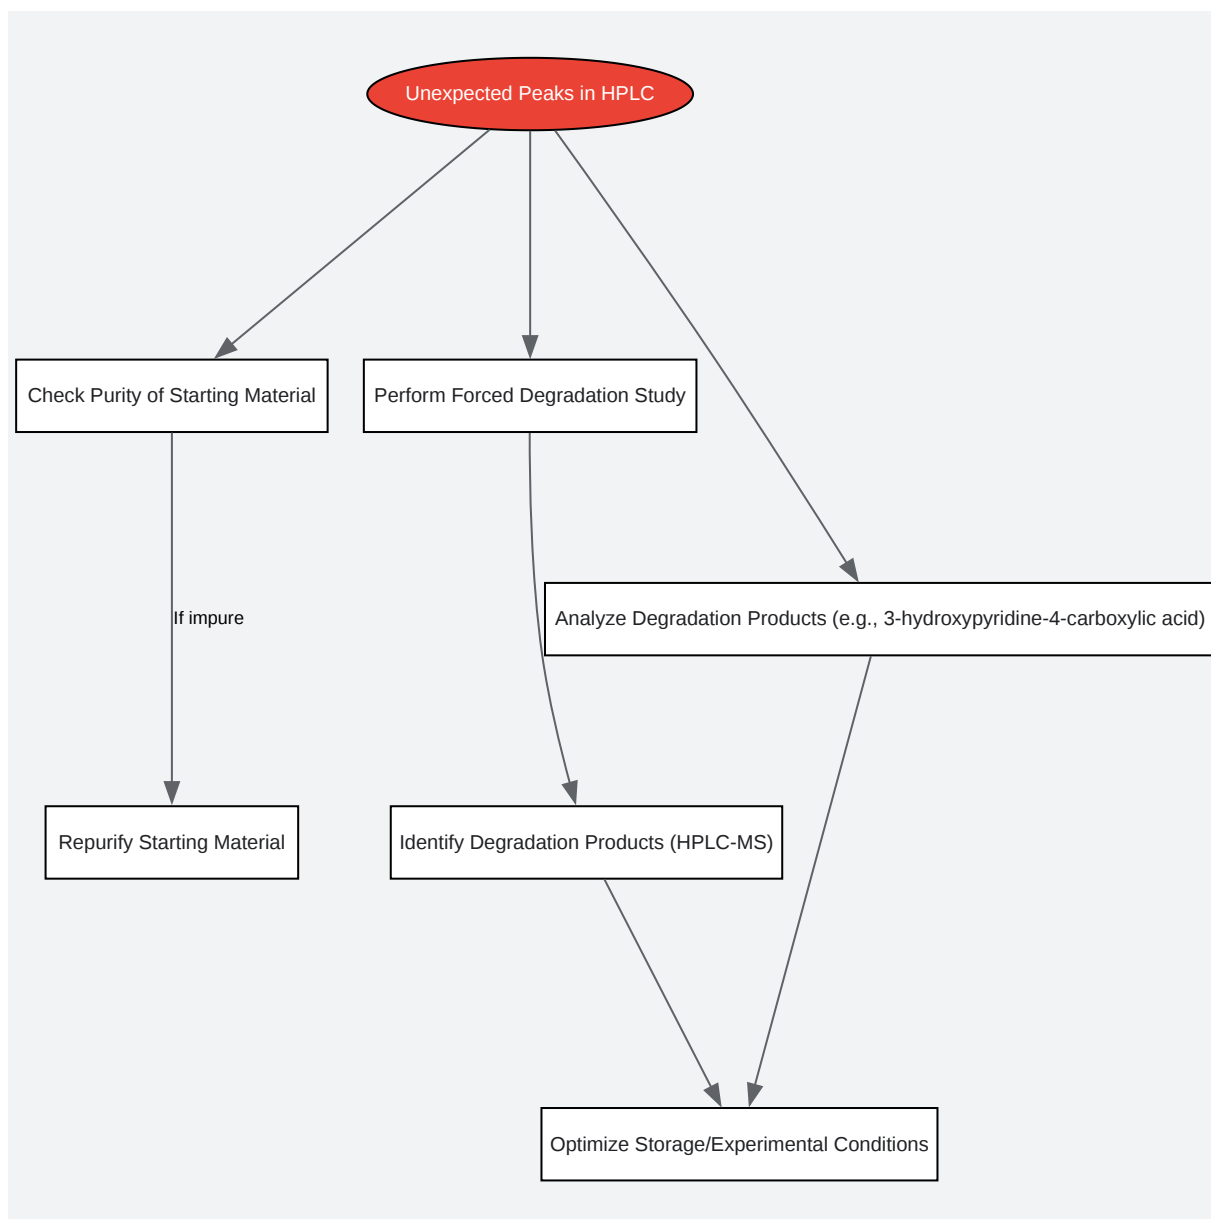 Unexpected Peaks in HPLC
Check Purity of Starting Material
Perform Forced Degradation Study
If impure
Analyze Degradation Products (e.g., 3-hydroxypyridine-4-carboxylic acid)
Repurify Starting Material
Identify Degradation Products (HPLC-MS)
Optimize Storage/Experimental Conditions